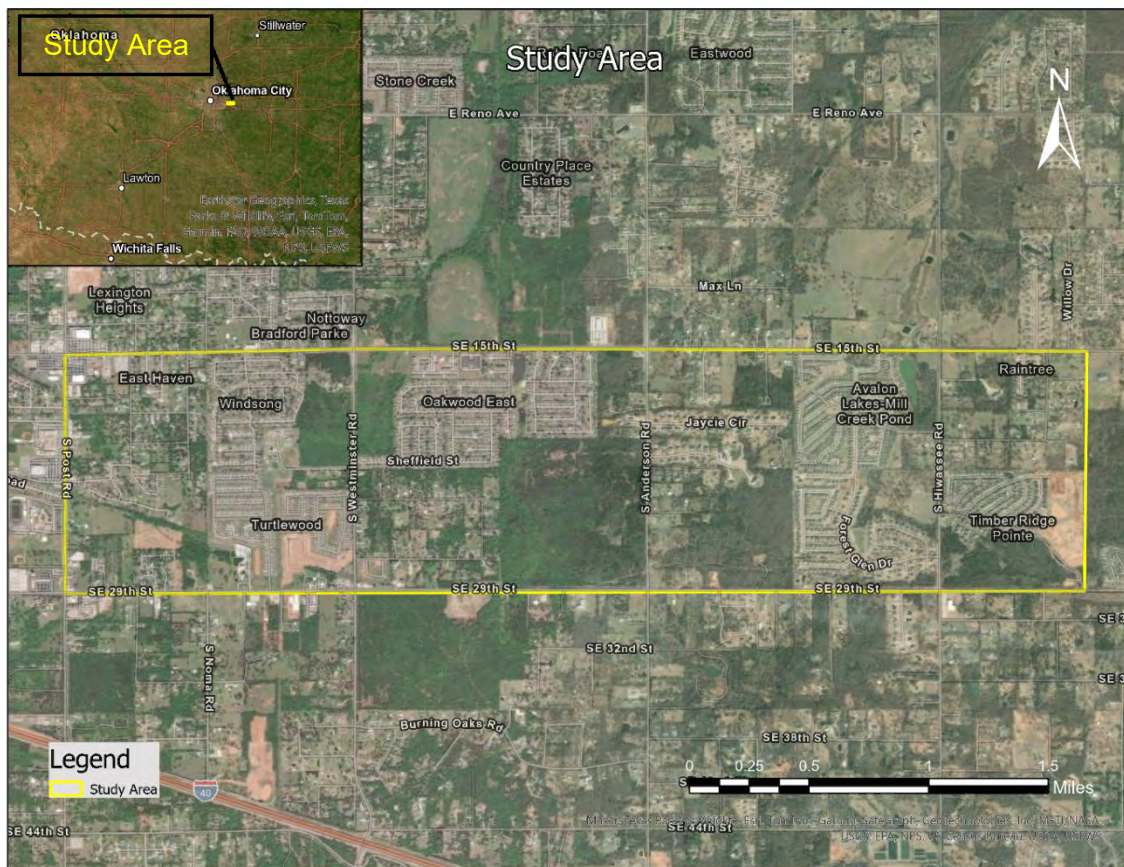 Study Area
Oklahoma
Stillwater
Oklahoma City
Lawton
Wichita Falls
Earthstar Geographics, Texas
Parks & Wildlife, Esri, TomTom,
Garmin, FAO, NOAA, USGS, EPA,
NPS, USFWS
Study Area
Eastwood
Stone Creek
N
E Reno Ave
E Reno Ave
Country Place
Estates
Max Ln
Willow Dr
Lexington
Heights
Nottoway
Bradford Parke
SE 15th St
SE 15th St
East Haven
Windsong
Oakwood East
Avalon
Lakes-Mill
Creek Pond
Raintree
Jaycie Cir
S Post Rd
S Westminster Rd
Sheffield St
S Anderson Rd
S Hiwassee Rd
Turtlewood
Timber Ridge
Pointe
Forest Glen Dr
SE 29th St
SE 29th St
SE 29th St
SE 32nd St
S Noma Rd
Burning Oaks Rd
SE 38th St
Legend
Study Area
40
0 0.25 0.5 1 1.5
Miles
SE 44th St
SE 44th St